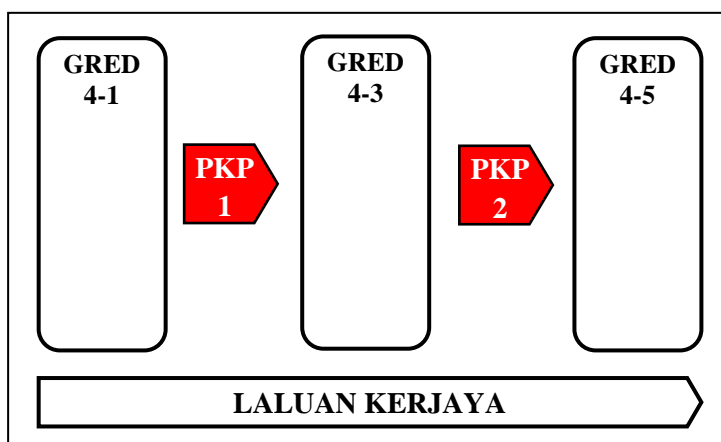 GRED
4-1
PKP
1
GRED
4-3
PKP
2
GRED
4-5
LALUAN KERJAYA